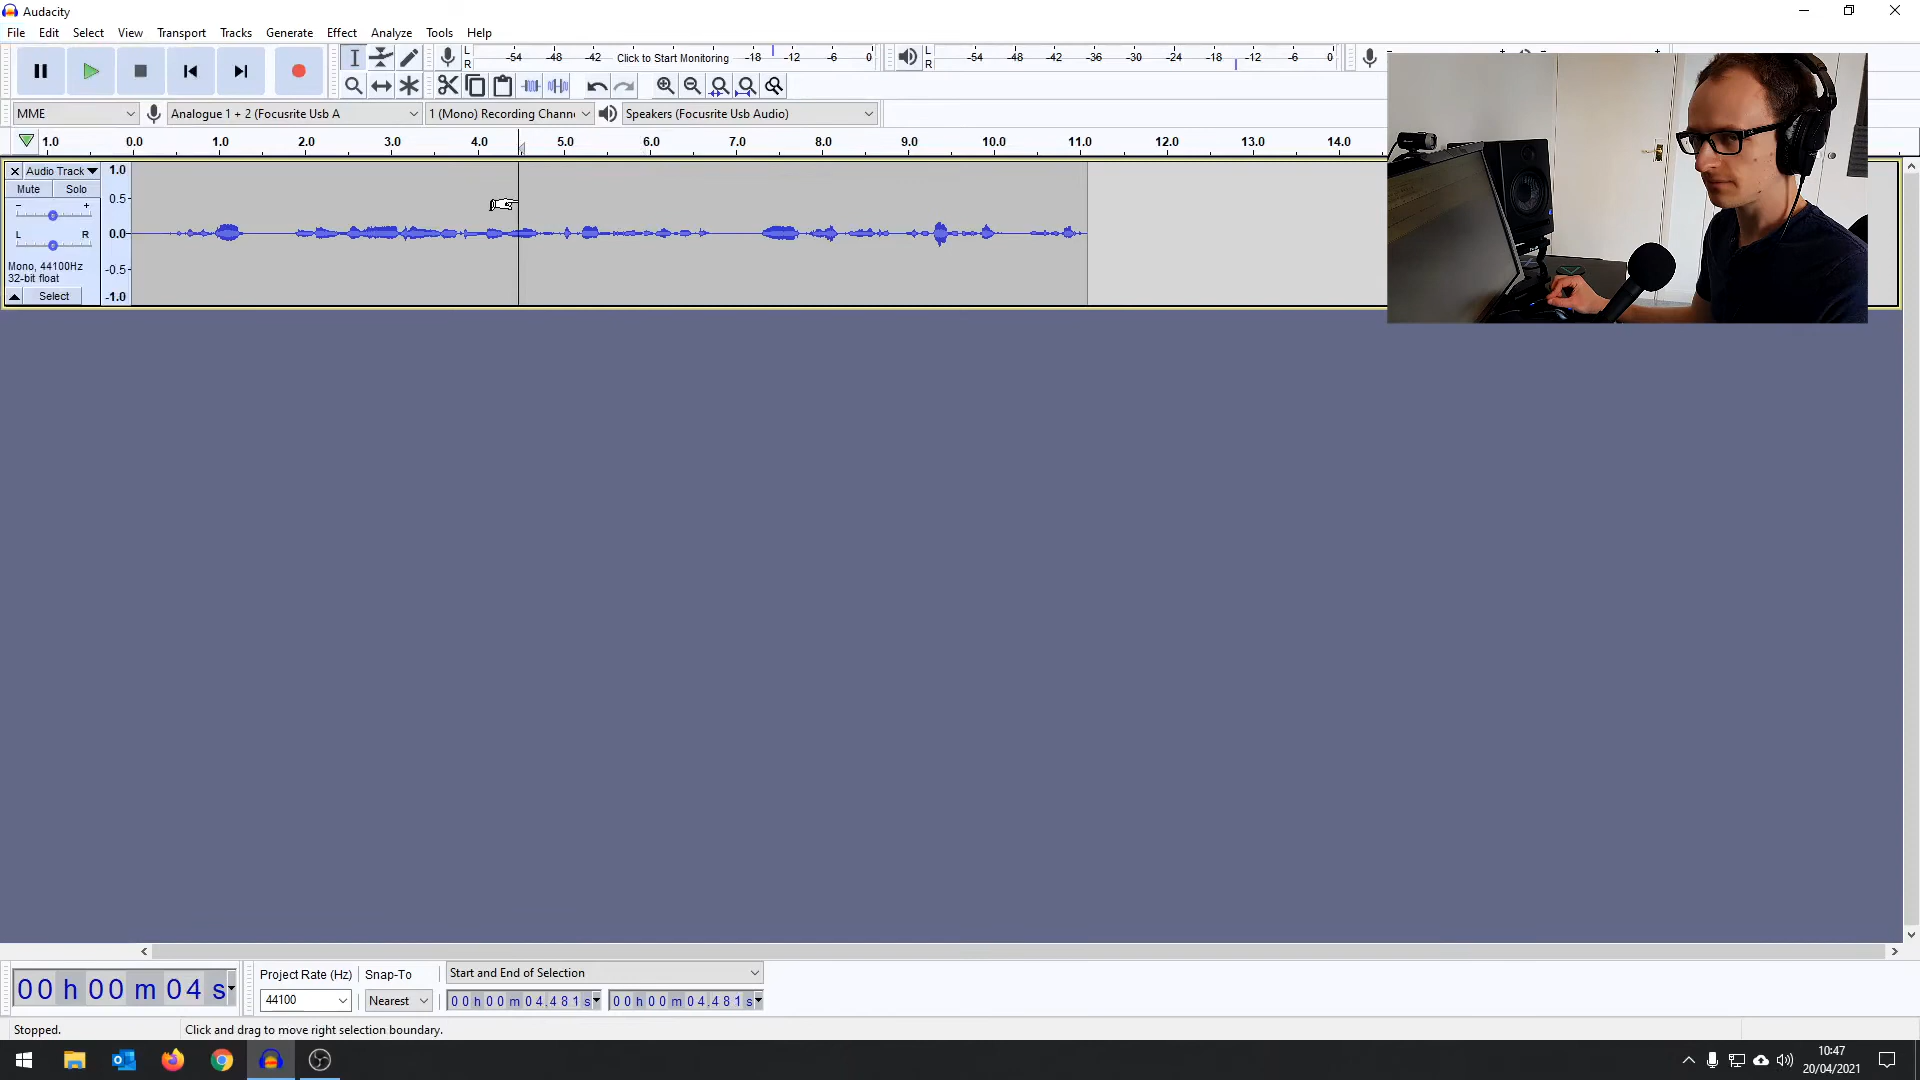 Audacity
File Edit Select View Transport Tracks Generate Effect Analyze Tools Help
L
R
-54 -48 -42 Click to Start Monitoring -18 -12 -6 0
L
R
-54 -48 -42 -36 -30 -24 -18 -12 -6 0
MME
Analogue 1 + 2 (Focusrite Usb A
1 (Mono) Recording Chann
Speakers (Focusrite Usb Audio)
1.0 0.0 1.0 2.0 3.0 4.0 5.0 6.0 7.0 8.0 9.0 10.0 11.0 12.0 13.0 14.0
Audio Track
Mute Solo
- +
L R
Mono, 44100Hz
32-bit float
Select
1.0
0.5
0.0
-0.5
-1.0
00 h 00 m 04 s
Project Rate (Hz)
44100
Snap-To
Nearest
Start and End of Selection
00 h 00 m 04.481 s
00 h 00 m 04.481 s
Stopped.
Click and drag to move right selection boundary.
10:47
20/04/2021